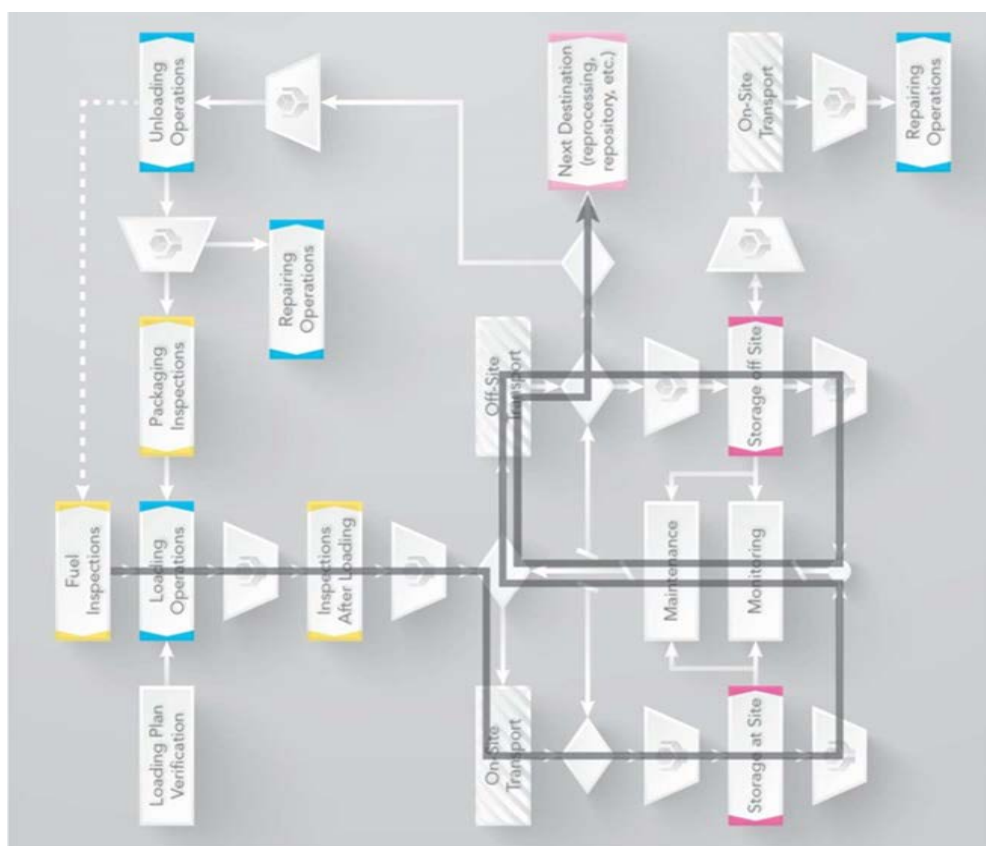 Unloading
Operations
Next Destination
(reprocessing,
repository, etc.)
On-Site
Transport
Repairing
Operations
Repairing
Operations
Packaging
Inspections
Off-Site
Transport
Storage off Site
Fuel
Inspections
Loading
Operations
Inspections
After Loading
Maintenance
Monitoring
Loading Plan
Verification
On-Site
Transport
Storage at Site